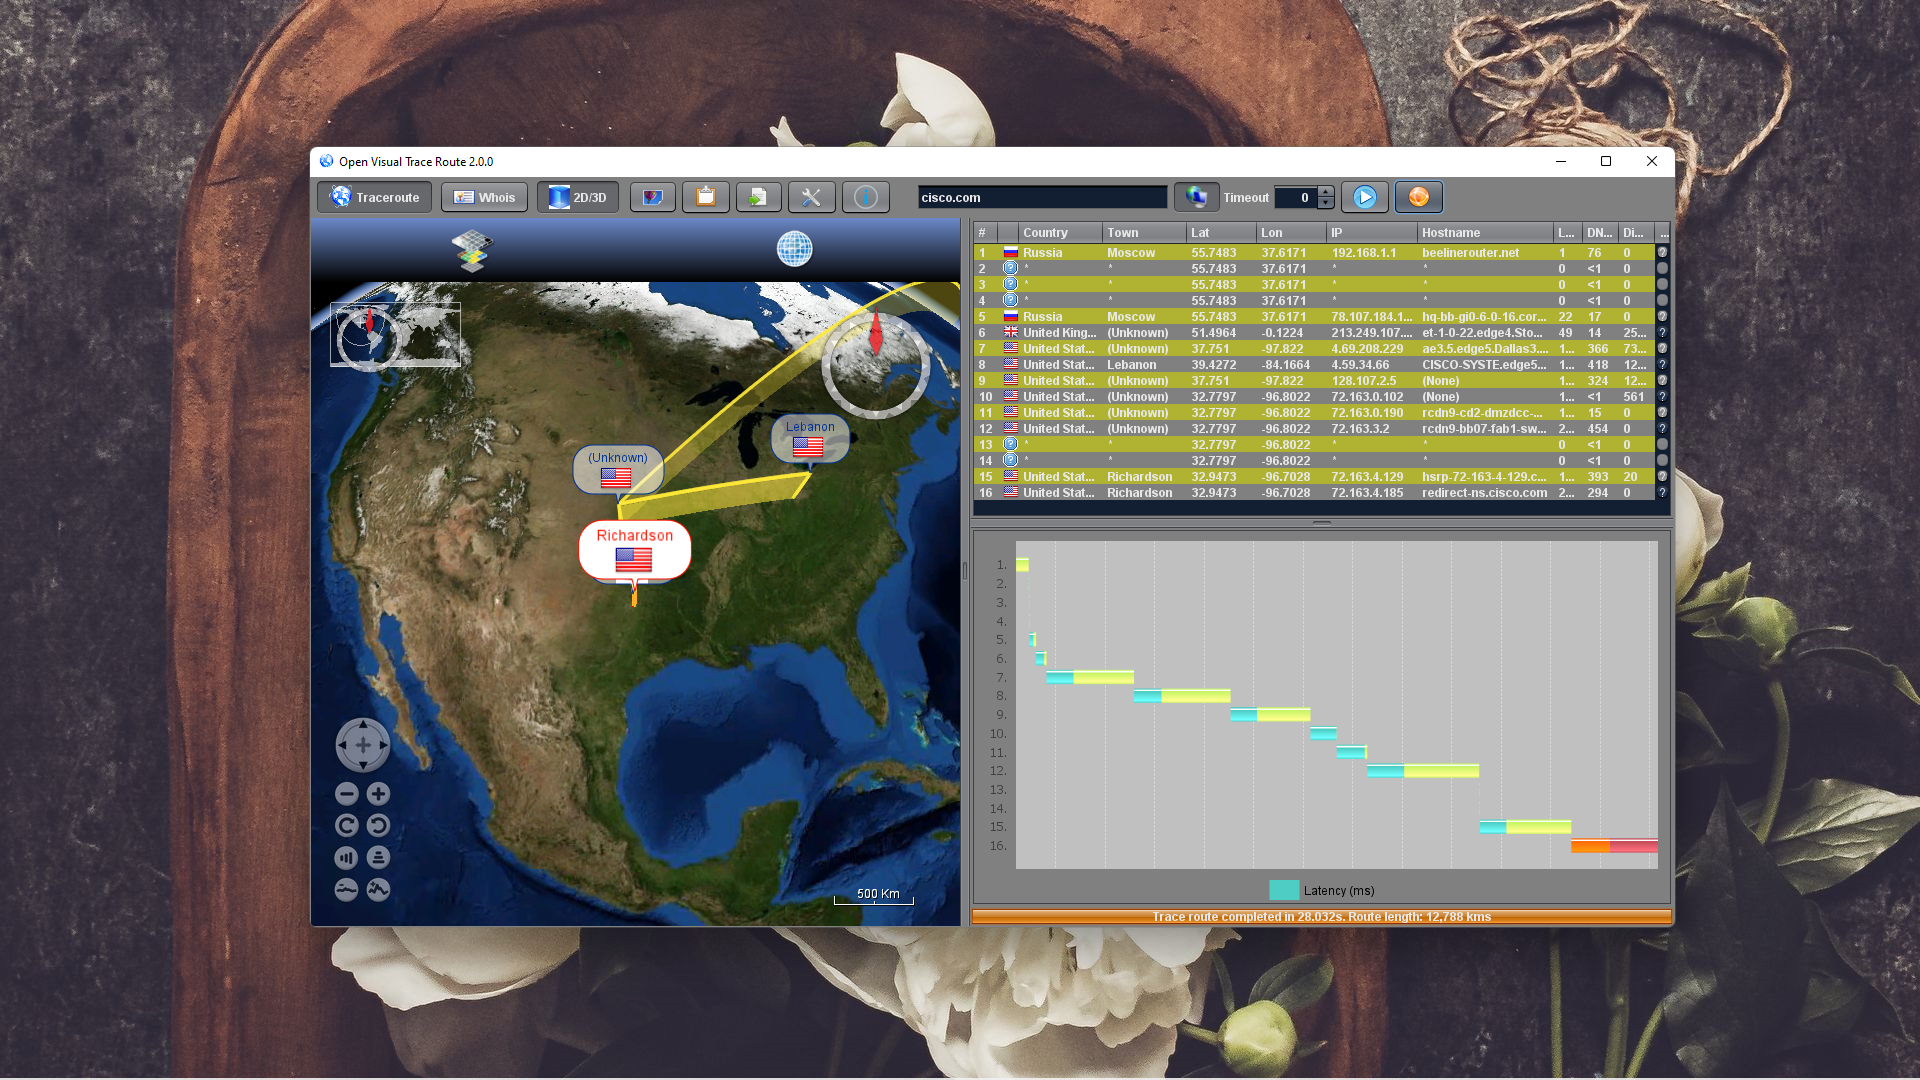 Open Visual Trace Route 2.0.0
Traceroute Whois 2D/3D cisco.com Timeout 0
# Country Town Lat Lon IP Hostname L... DN... Di... ...
1 Russia Moscow 55.7483 37.6171 192.168.1.1 beelinerouter.net 1 76 0
2 * * 55.7483 37.6171 * * 0 <1 0
3 * * 55.7483 37.6171 * * 0 <1 0
4 * * 55.7483 37.6171 * * 0 <1 0
5 Russia Moscow 55.7483 37.6171 78.107.184.1... hq-bb-gi0-6-0-16.cor... 22 17 0
6 United King... (Unknown) 51.4964 -0.1224 213.249.107.... et-1-0-22.edge4.Sto... 49 14 25...
7 United Stat... (Unknown) 37.751 -97.822 4.69.208.229 ae3.5.edge5.Dallas3.... 1... 366 73...
8 United Stat... Lebanon 39.4272 -84.1664 4.59.34.66 CISCO-SYSTE.edge5... 1... 418 12...
9 United Stat... (Unknown) 37.751 -97.822 128.107.2.5 (None) 1... 324 12...
10 United Stat... (Unknown) 32.7797 -96.8022 72.163.0.102 (None) 1... <1 561
11 United Stat... (Unknown) 32.7797 -96.8022 72.163.0.190 rcdn9-cd2-dmzdcc-... 1... 15 0
12 United Stat... (Unknown) 32.7797 -96.8022 72.163.3.2 rcdn9-bb07-fab1-sw... 2... 454 0
13 * * 32.7797 -96.8022 * * 0 <1 0
14 * * 32.7797 -96.8022 * * 0 <1 0
15 United Stat... Richardson 32.9473 -96.7028 72.163.4.129 hsrp-72-163-4-129.c... 1... 393 20
16 United Stat... Richardson 32.9473 -96.7028 72.163.4.185 redirect-ns.cisco.com 2... 294 0
Lebanon
(Unknown)
Richardson
500 Km
1.
2.
3.
4.
5.
6.
7.
8.
9.
10.
11.
12.
13.
14.
15.
16.
Latency (ms)
Trace route completed in 28.032s. Route length: 12,788 kms